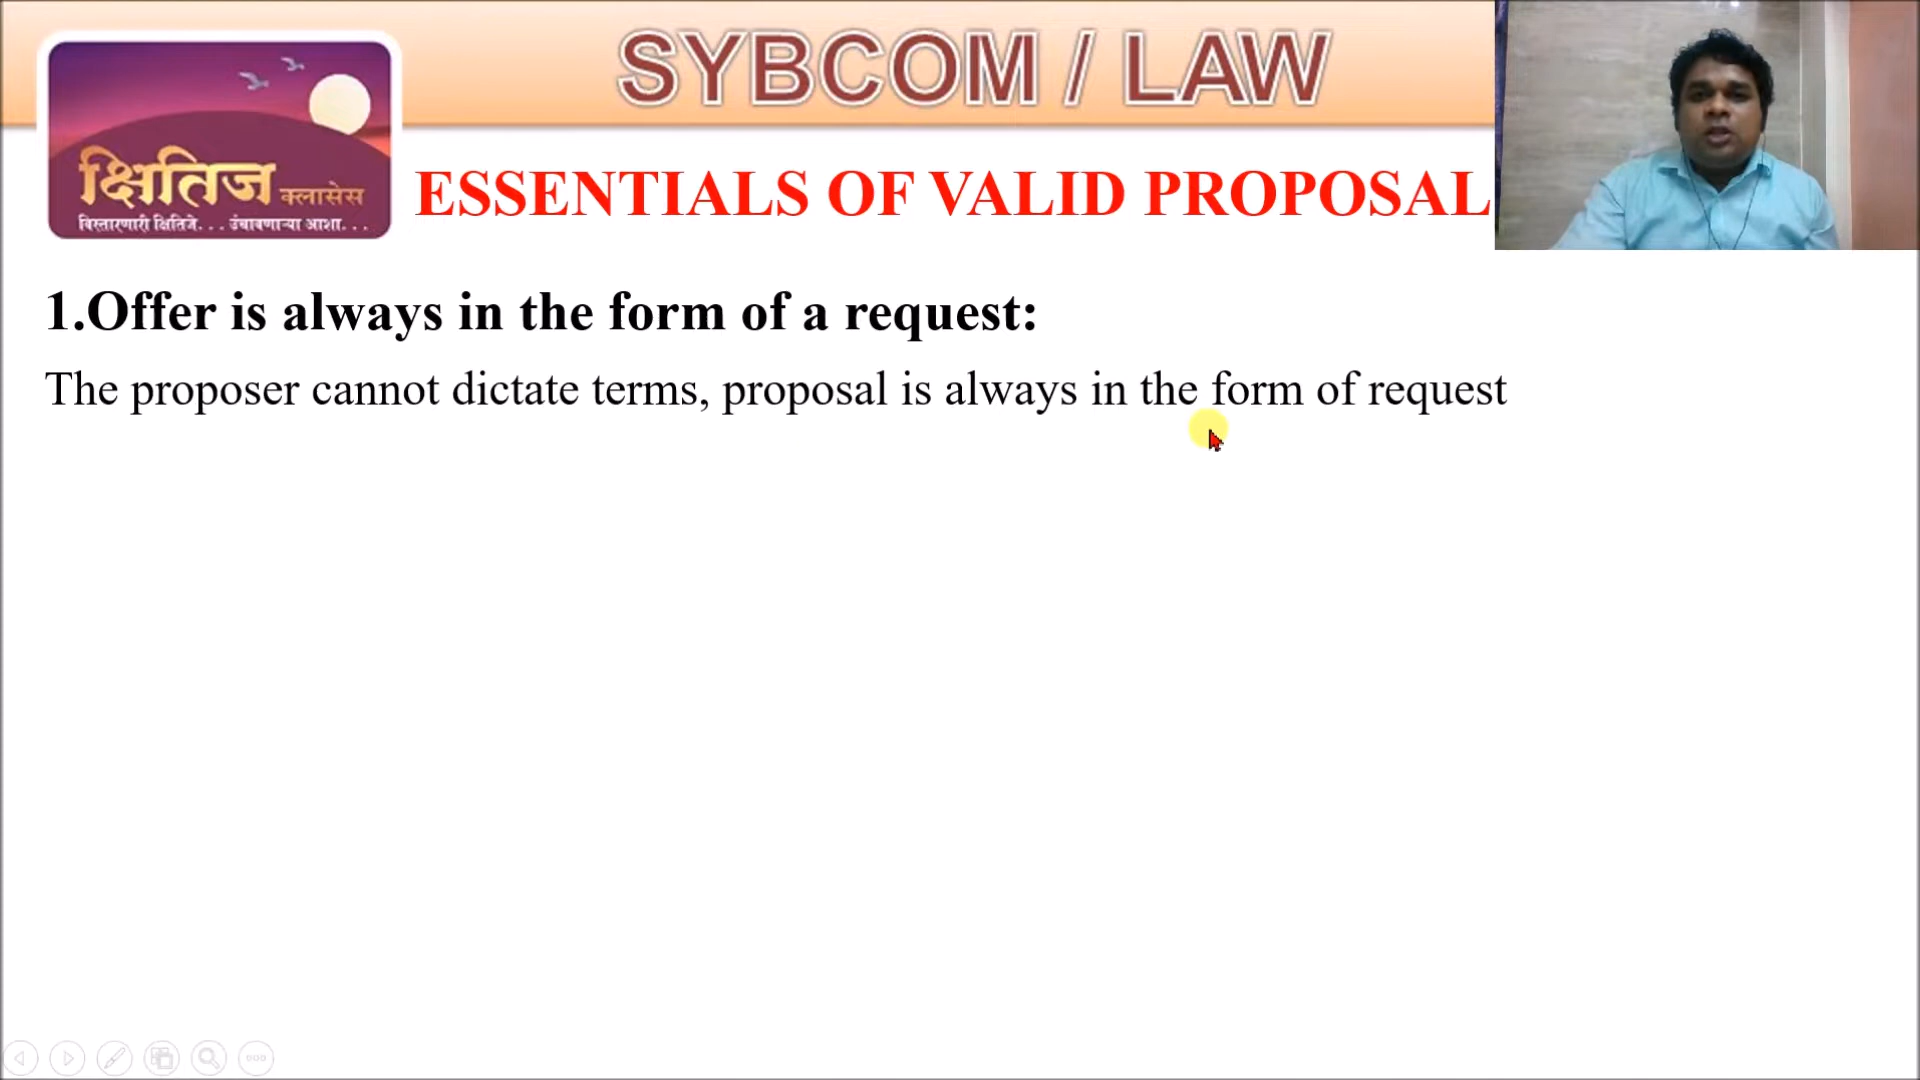 SYBCOM / LAW
क्षितिज क्लासेस
विस्तारणारी क्षितिजे... उंचावणाऱ्या आशा...
ESSENTIALS OF VALID PROPOSAL
1.Offer is always in the form of a request:
The proposer cannot dictate terms, proposal is always in the form of request